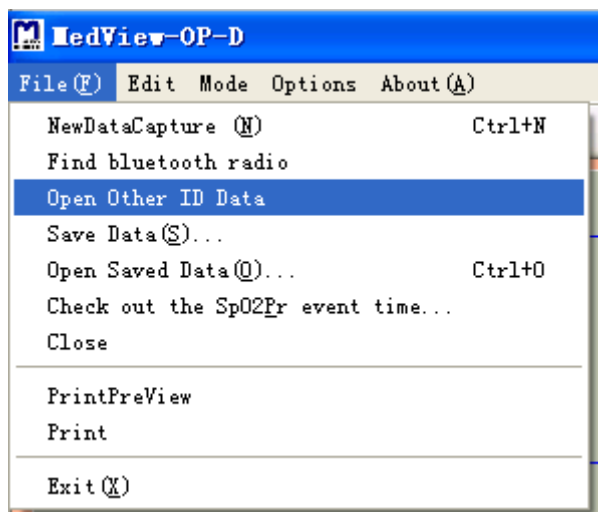 MedView-OP-D
File(F) Edit Mode Options About(A)
NewDataCapture (N) Ctrl+N
Find bluetooth radio
Open Other ID Data
Save Data(S)...
Open Saved Data(O)... Ctrl+O
Check out the SpO2Pr event time...
Close
PrintPreView
Print
Exit(X)